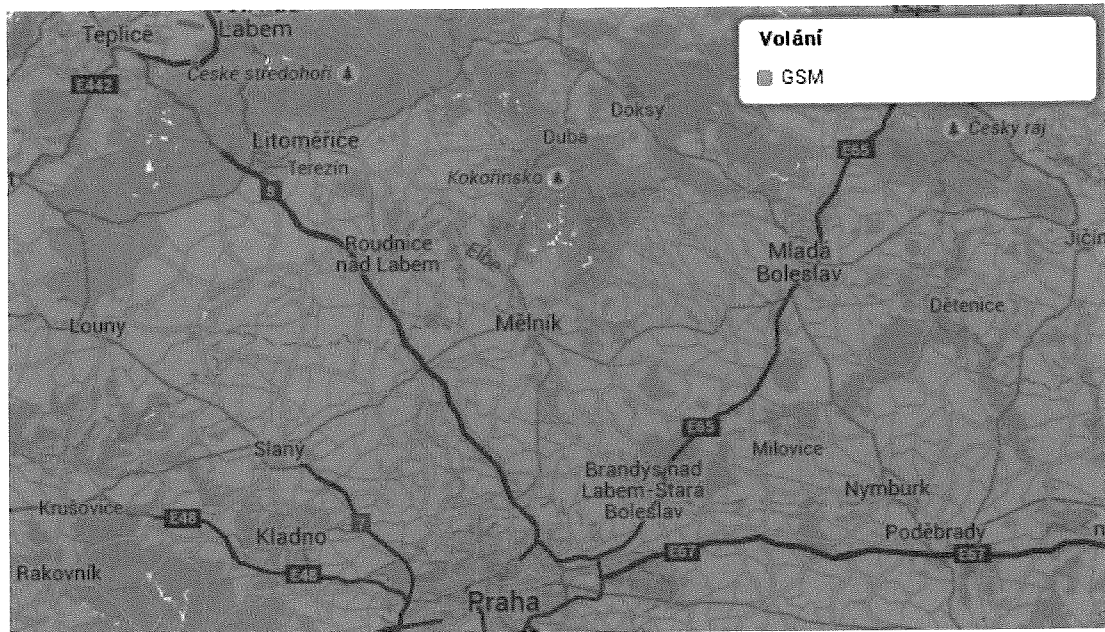 Teplice
Labem
České středohoří
E442
Volání
GSM
Doksy
Dubá
Český ráj
E65
Litoměřice
Terezín
Kokořínsko
8
Roudnice
nad Labem
Elbe
Mladá
Boleslav
Jičín
Dětenice
Louny
Mělník
E65
Slaný
Milovice
Brandýs nad
Labem-Stará
Boleslav
Nymburk
Krušovice
E48
7
Kladno
Poděbrady
E67
E67
Rakovník
E48
Praha